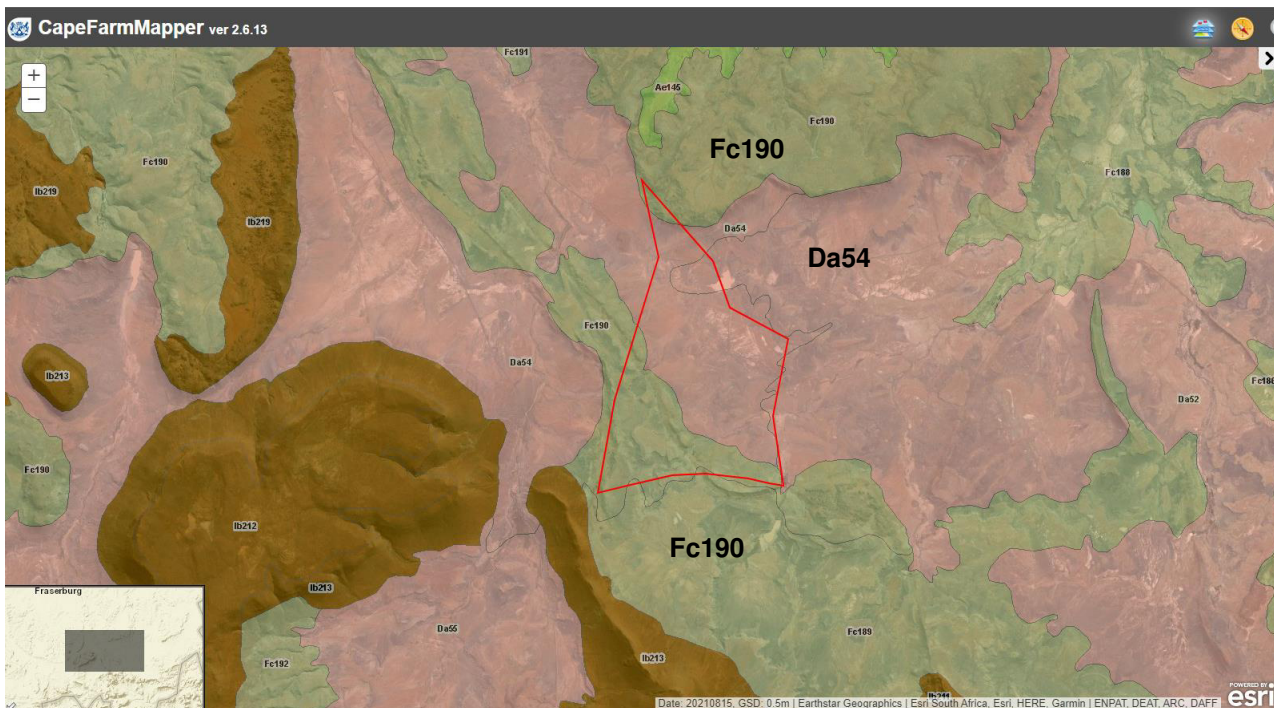 CapeFarmMapper ver 2.6.13
+
−
Fc191
Ae145
Fc190
Fc190
Fc190
Fc188
Ib219
Ib219
Da54
Da54
Fc190
Da54
Ib213
Fc186
Da52
Fc190
Ib212
Fc190
Ib213
Fraserburg
Da55
Fc189
Fc192
Ib213
Ib211
Date: 20210815, GSD: 0.5m | Earthstar Geographics | Esri South Africa, Esri, HERE, Garmin | ENPAT, DEAT, ARC, DAFF
POWERED BY
esri